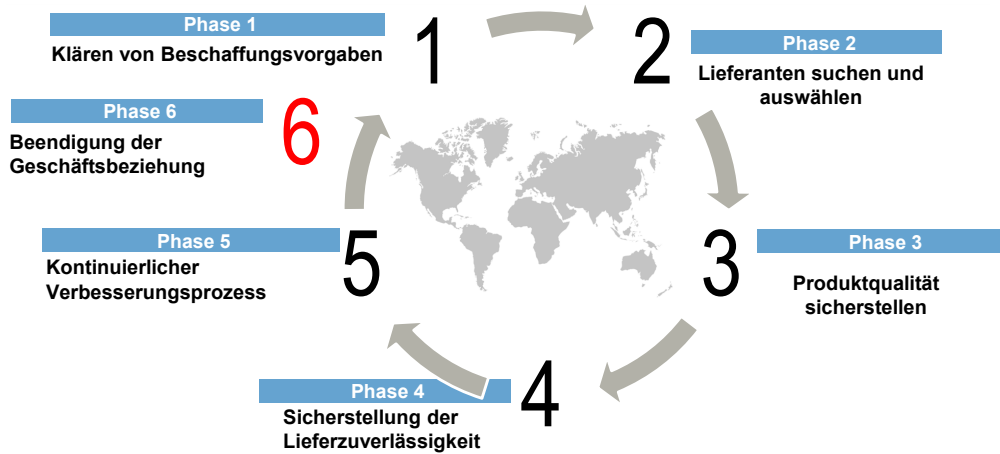 Phase 1
Klären von Beschaffungsvorgaben
1
2
Phase 2
Lieferanten suchen und
auswählen
Phase 6
Beendigung der
Geschäftsbeziehung
6
Phase 5
Kontinuierlicher
Verbesserungsprozess
5
3
Phase 3
Produktqualität
sicherstellen
Phase 4
Sicherstellung der
Lieferzuverlässigkeit
4